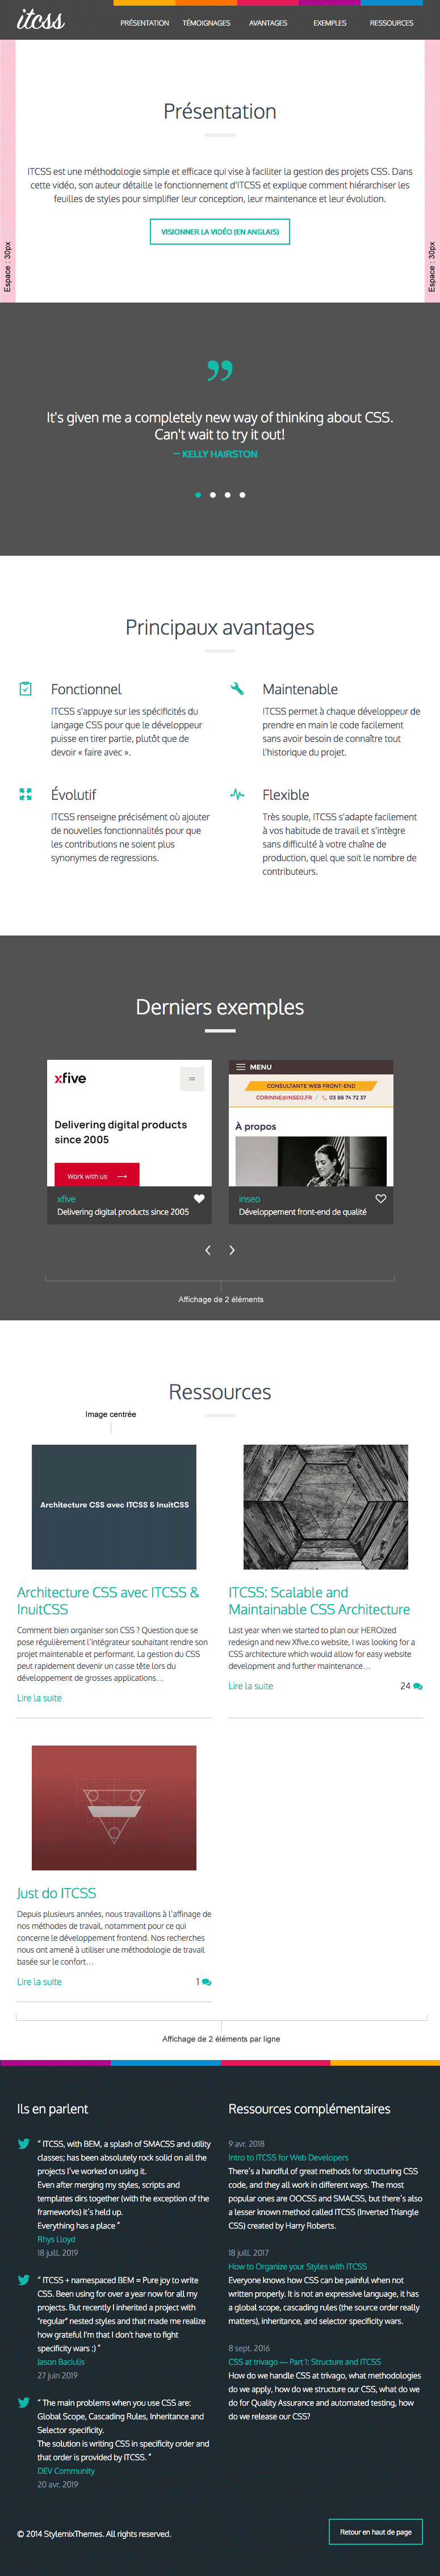 itcss
PRÉSENTATION TÉMOIGNAGES AVANTAGES EXEMPLES RESSOURCES
Présentation
ITCSS est une méthodologie simple et efficace qui vise à faciliter la gestion des projets CSS. Dans
cette vidéo, son auteur détaille le fonctionnement d'ITCSS et explique comment hiérarchiser les
feuilles de styles pour simplifier leur conception, leur maintenance et leur évolution.
VISIONNER LA VIDÉO (EN ANGLAIS)
Espace : 30px
Espace : 30px
It's given me a completely new way of thinking about CSS.
Can't wait to try it out!
— KELLY HAIRSTON
Principaux avantages
Fonctionnel
ITCSS s'appuye sur les spécificités du
langage CSS pour que le développeur
puisse en tirer partie, plutôt que de
devoir « faire avec ».
Maintenable
ITCSS permet à chaque développeur de
prendre en main le code facilement
sans avoir besoin de connaître tout
l'historique du projet.
Évolutif
ITCSS renseigne précisément où ajouter
de nouvelles fonctionnalités pour que
les contributions ne soient plus
synonymes de regressions.
Flexible
Très souple, ITCSS s'adapte facilement
à vos habitude de travail et s'intègre
sans difficulté à votre chaîne de
production, quel que soit le nombre de
contributeurs.
Derniers exemples
xfive
Delivering digital products
since 2005
Work with us
xfive
Delivering digital products since 2005
MENU
CONSULTANTE WEB FRONT-END
CORINNE@INSEO.FR / 03 88 74 72 37
À propos
inseo
Développement front-end de qualité
Affichage de 2 éléments
Ressources
Image centrée
Architecture CSS avec ITCSS & InuitCSS
Architecture CSS avec ITCSS &
InuitCSS
Comment bien organiser son CSS ? Question que se
pose régulièrement l'intégrateur souhaitant rendre son
projet maintenable et performant. La gestion du CSS
peut rapidement devenir un casse tête lors du
développement de grosses applications…
Lire la suite
ITCSS: Scalable and
Maintainable CSS Architecture
Last year when we started to plan our HEROized
redesign and new Xfive.co website, I was looking for a
CSS architecture which would allow for easy website
development and further maintenance…
Lire la suite 24
Just do ITCSS
Depuis plusieurs années, nous travaillons à l'affinage de
nos méthodes de travail, notamment pour ce qui
concerne le développement frontend. Nos recherches
nous ont amené à utiliser une méthodologie de travail
basée sur le confort…
Lire la suite 1
Affichage de 2 éléments par ligne
Ils en parlent
“ ITCSS, with BEM, a splash of SMACSS and utility
classes; has been absolutely rock solid on all the
projects I've worked on using it.
Even after merging my styles, scripts and
templates dirs together (with the exception of the
frameworks) it's held up.
Everything has a place ”
Rhys Lloyd
18 juill. 2019
“ ITCSS + namespaced BEM = Pure joy to write
CSS. Been using for over a year now for all my
projects. But recently I inherited a project with
"regular" nested styles and that made me realize
how grateful I'm that I don't have to fight
specificity wars ;) ”
Jason Baciulis
27 juin 2019
“ The main problems when you use CSS are:
Global Scope, Cascading Rules, Inheritance and
Selector specificity.
The solution is writing CSS in specificity order and
that order is provided by ITCSS. ”
DEV Community
20 avr. 2019
Ressources complémentaires
9 avr. 2018
Intro to ITCSS for Web Developers
There's a handful of great methods for structuring CSS
code, and they all work in different ways. The most
popular ones are OOCSS and SMACSS, but there's also
a lesser known method called ITCSS (Inverted Triangle
CSS) created by Harry Roberts.
18 juill. 2017
How to Organize your Styles with ITCSS
Everyone knows how CSS can be painful when not
written properly. It is not an expressive language, it has
a global scope, cascading rules (the source order really
matters), inheritance, and selector specificity wars.
8 sept. 2016
CSS at trivago — Part 1: Structure and ITCSS
How do we handle CSS at trivago, what methodologies
do we apply, how do we structure our CSS, what do we
do for Quality Assurance and automated testing, how
do we release our CSS?
© 2014 StylemixThemes. All rights reserved.
Retour en haut de page